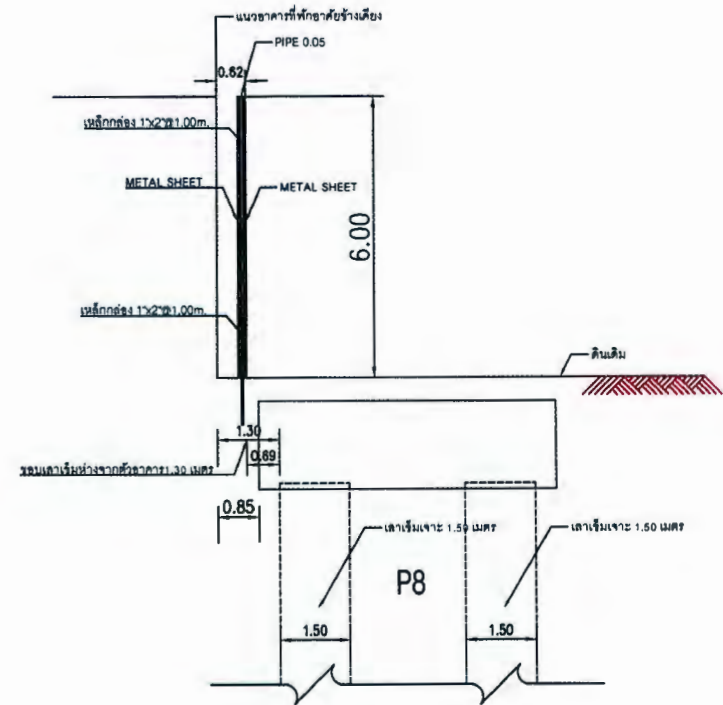 แนวอาคารที่พักอาศัยข้างเคียง
PIPE 0.05
0.62
เหล็กกล่อง 1"x2"@1.00m.
METAL SHEET
METAL SHEET
6.00
เหล็กกล่อง 1"x2"@1.00m.
ดินเดิม
1.30
0.69
ขอบเสาเข็มห่างจากตัวอาคาร1.30 เมตร
0.85
เสาเข็มเจาะ 1.50 เมตร
เสาเข็มเจาะ 1.50 เมตร
P8
1.50
1.50